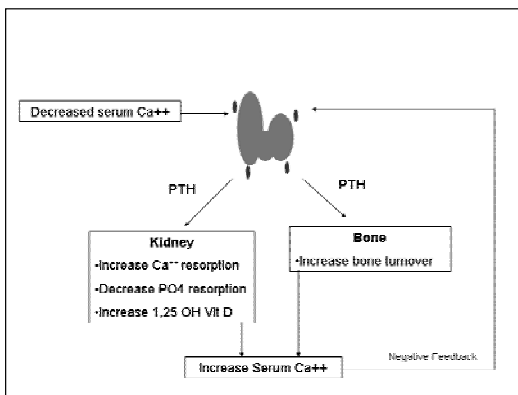 Decreased serum Ca++
PTH
PTH
Kidney
•Increase Ca++ resorption
•Decrease PO4 resorption
•Increase 1,25 OH Vit D
Bone
•Increase bone turnover
Increase Serum Ca++
Negative Feedback